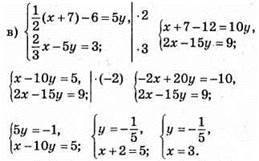 в) {1/2(x+7)−6=5y, | ·2 {x+7−12=10y,
{2/3x−5y=3; | ·3 {2x−15y=9;
{x−10y=5, | ·(−2) {−2x+20y=−10,
{2x−15y=9; {2x−15y=9;
{5y=−1, {y=−1/5, {y=−1/5,
{x−10y=5; {x+2=5; {x=3.